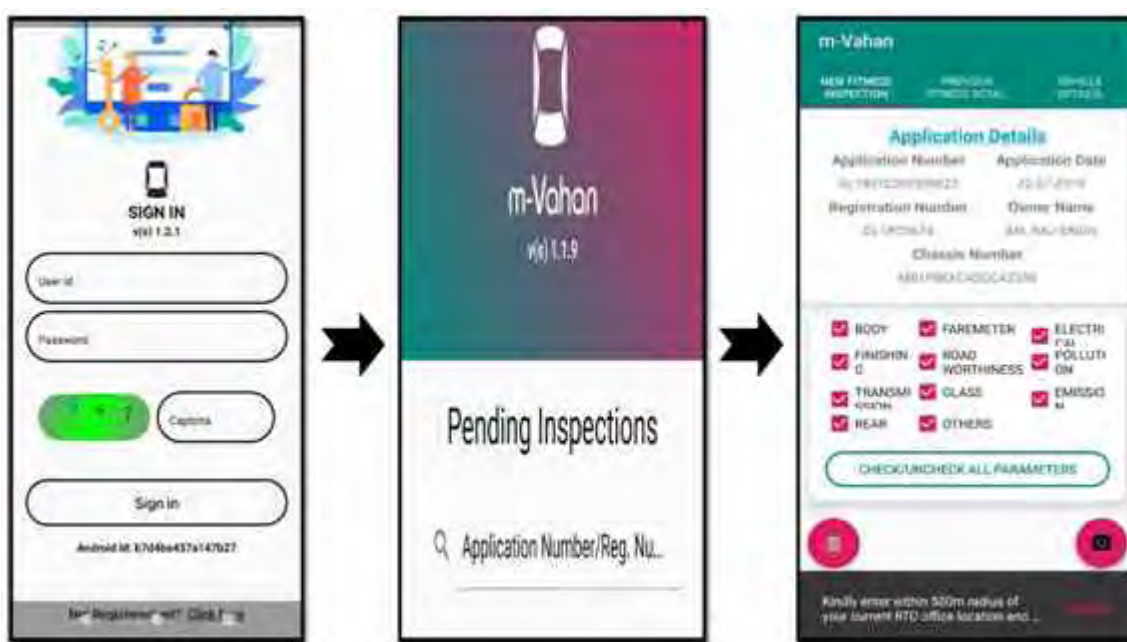 SIGN IN
v(s) 1.2.1
User id
Password
Captcha
Sign in
Android Id: b7d4be457a147b27
Not Registered yet? Click
m-Vahan
v(s) 1.1.9
Pending Inspections
Application Number/Reg. Nu...
m-Vahan
NEW FITNESS INSPECTION
PREVIOUS FITNESS DETAIL
VEHICLE DETAILS
Application Details
Application Number Application Date
Registration Number Owner Name
Chassis Number
BODY FAREMETER ELECTRI
CAL
FINISHIN
G
ROAD
WORTHINESS
POLLUTI
ON
TRANSMI
SSION
GLASS EMISSIO
N
REAR OTHERS
CHECK/UNCHECK ALL PARAMETERS
Kindly enter within 500m radius of
your current RTO office location and...